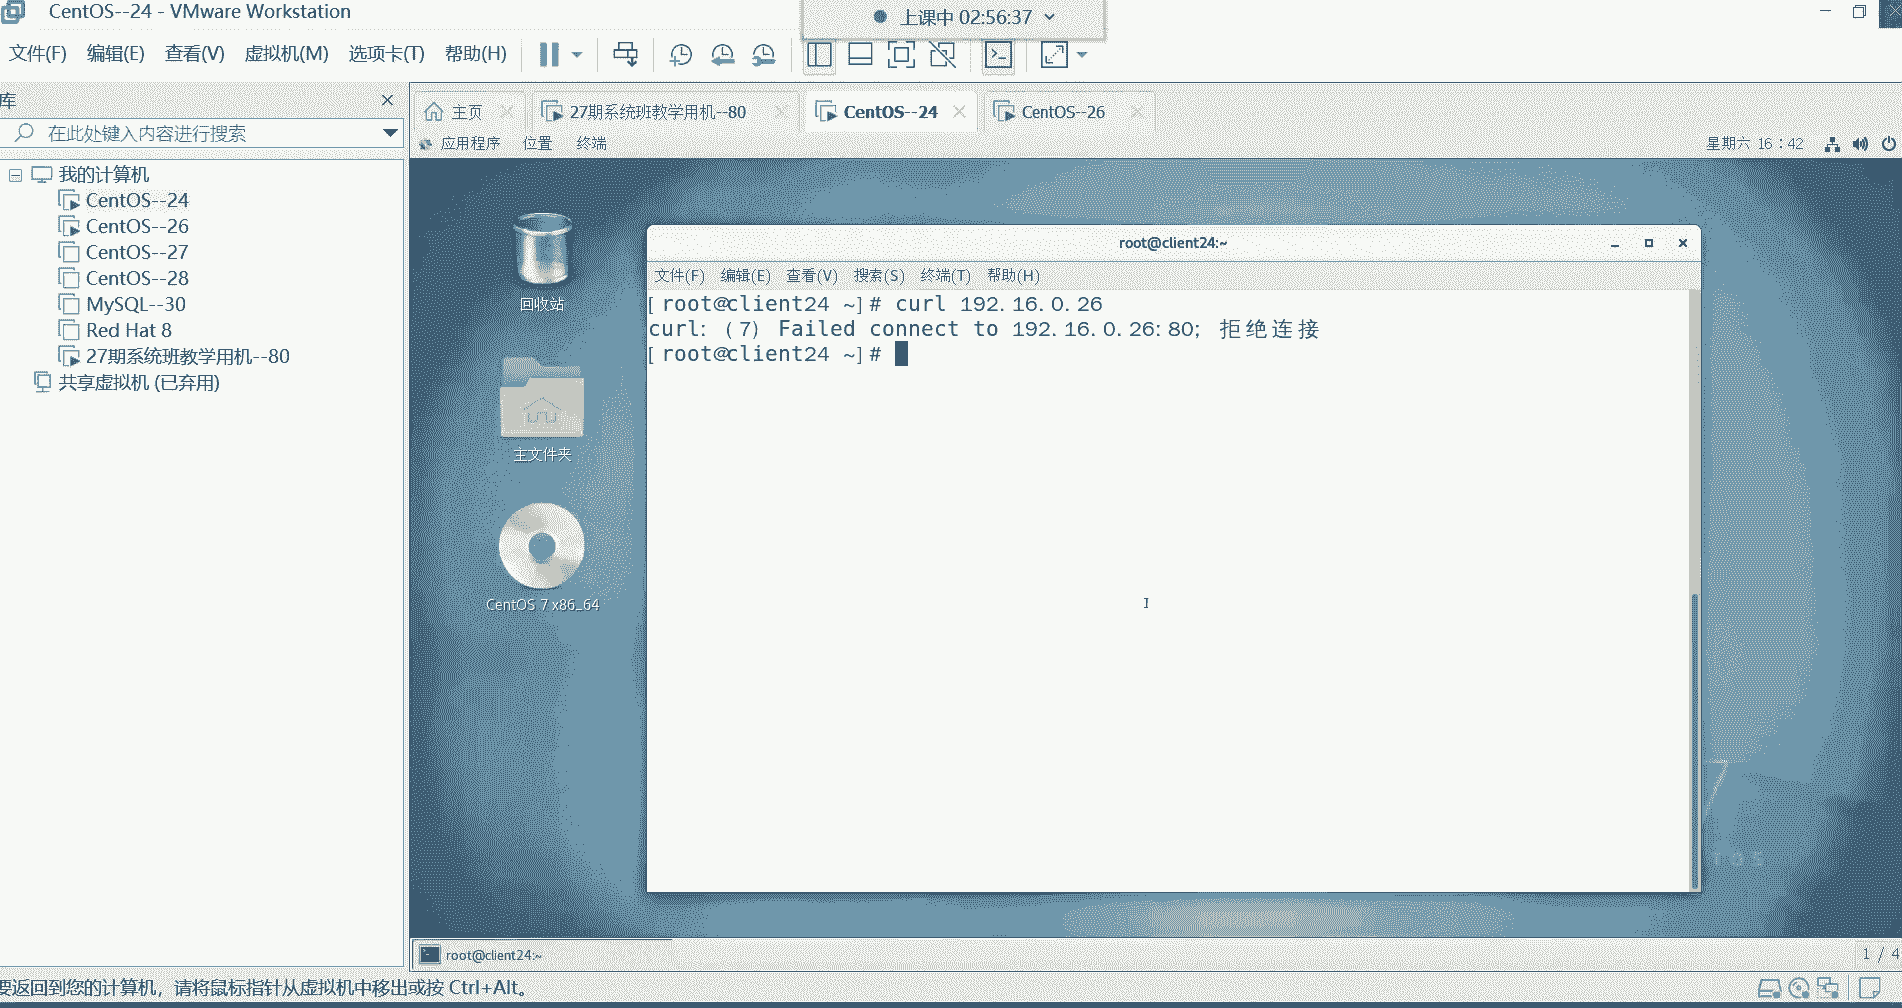 CentOS--24 - VMware Workstation
上课中 02:56:37
文件(F) 编辑(E) 查看(V) 虚拟机(M) 选项卡(T) 帮助(H)
库
在此处键入内容进行搜索
我的计算机
CentOS--24
CentOS--26
CentOS--27
CentOS--28
MySQL--30
Red Hat 8
27期系统班教学用机--80
共享虚拟机 (已弃用)
主页 27期系统班教学用机--80 CentOS--24 CentOS--26
应用程序 位置 终端 星期六 16：42
回收站
主文件夹
CentOS 7 x86_64
root@client24:~
文件(F) 编辑(E) 查看(V) 搜索(S) 终端(T) 帮助(H)
[root@client24 ~]# curl 192.16.0.26
curl: (7) Failed connect to 192.16.0.26:80; 拒绝连接
[root@client24 ~]#
TOS
root@client24:~ 1 / 4
要返回到您的计算机，请将鼠标指针从虚拟机中移出或按 Ctrl+Alt。